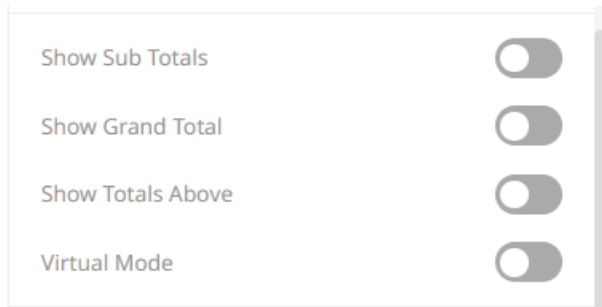 Show Sub Totals
Show Grand Total
Show Totals Above
Virtual Mode